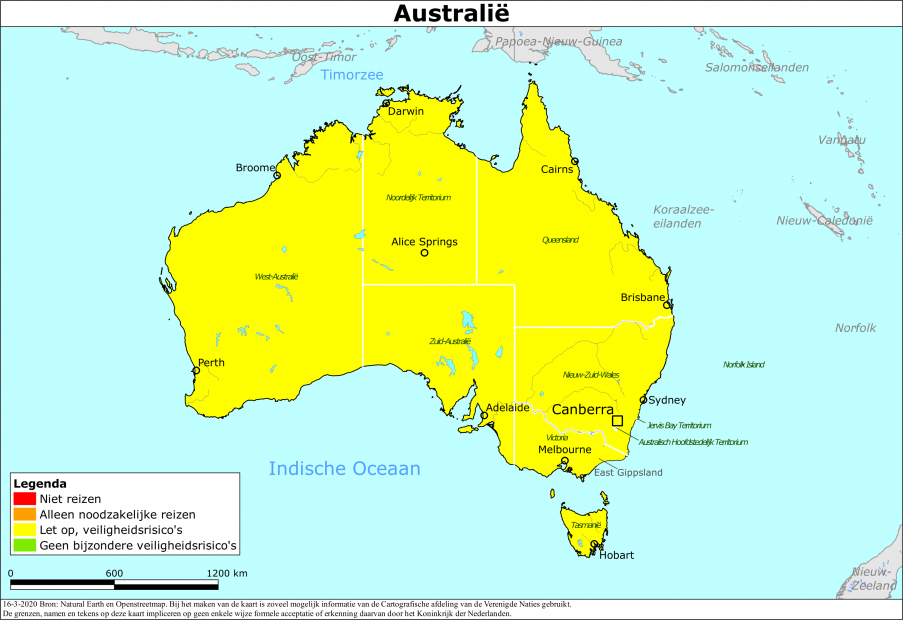 Australië
Papoea-Nieuw-Guinea
Oost-Timor
Salomonseilanden
Timorzee
Darwin
Vanuatu
Broome
Cairns
Noordelijk Territorium
Koraalzee-
eilanden
Nieuw-Caledonië
Alice Springs
Queensland
West-Australië
Brisbane
Norfolk
Zuid-Australië
Perth
Norfolk Island
Nieuw-Zuid-Wales
Sydney
Adelaide
Canberra
Jervis Bay Territorium
Victoria
Australisch Hoofdstedelijk Territorium
Melbourne
Indische Oceaan
East Gippsland
Legenda
Niet reizen
Alleen noodzakelijke reizen
Let op, veiligheidsrisico's
Geen bijzondere veiligheidsrisico's
Tasmanië
Hobart
0 600 1200 km
Nieuw-
Zeeland
16-3-2020 Bron: Natural Earth en Openstreetmap. Bij het maken van de kaart is zoveel mogelijk informatie van de Cartografische afdeling van de Verenigde Naties gebruikt.
De grenzen, namen en tekens op deze kaart impliceren op geen enkele wijze formele acceptatie of erkenning daarvan door het Koninkrijk der Nederlanden.